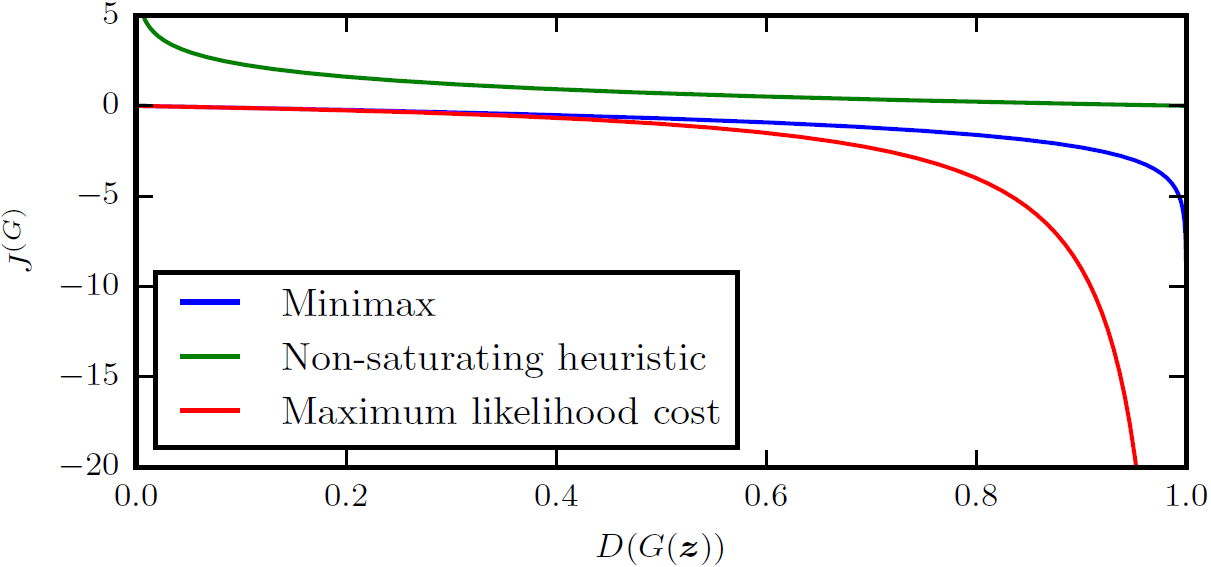 5
0
−5
−10
−15
−20
J^{(G)}
Minimax
Non-saturating heuristic
Maximum likelihood cost
0.0 0.2 0.4 0.6 0.8 1.0
D(G(z))